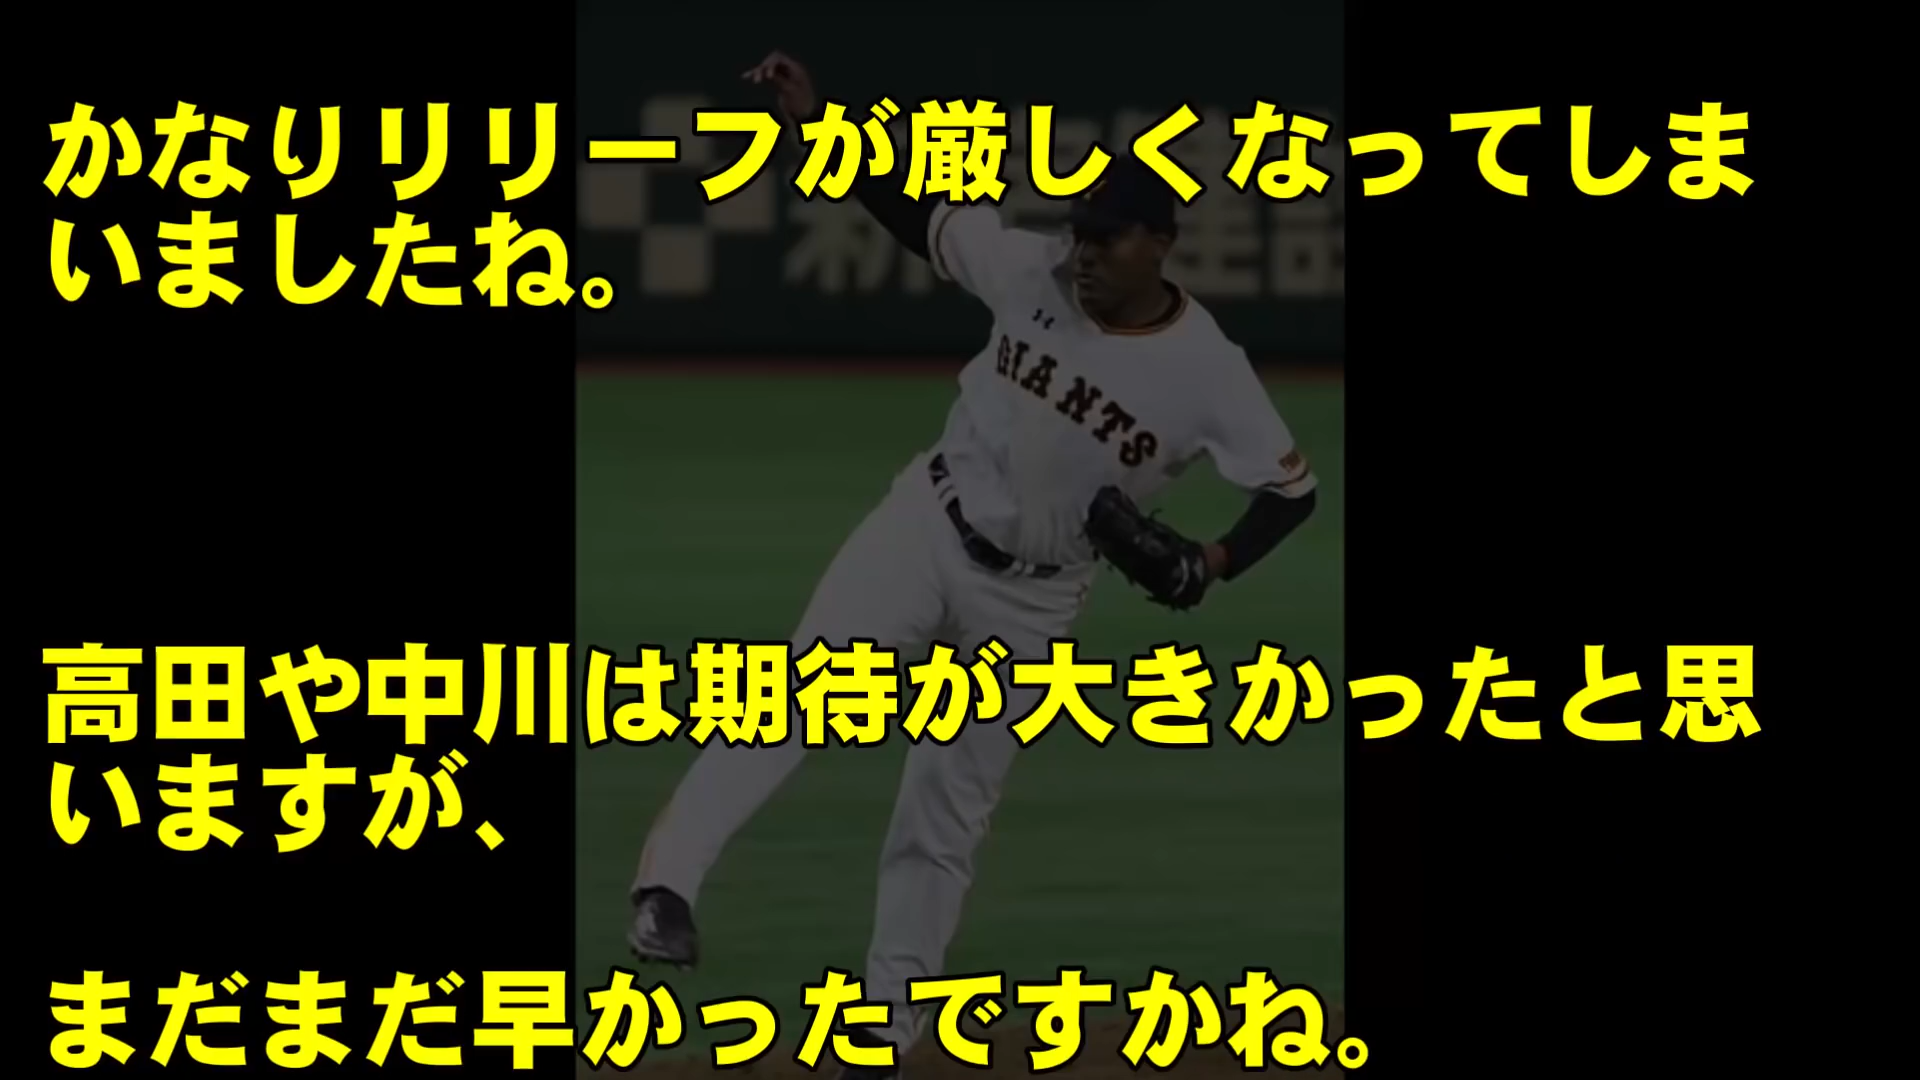 かなりリリーフが厳しくなってしま
いましたね。
GIANTS
高田や中川は期待が大きかったと思
いますが、
まだまだ早かったですかね。